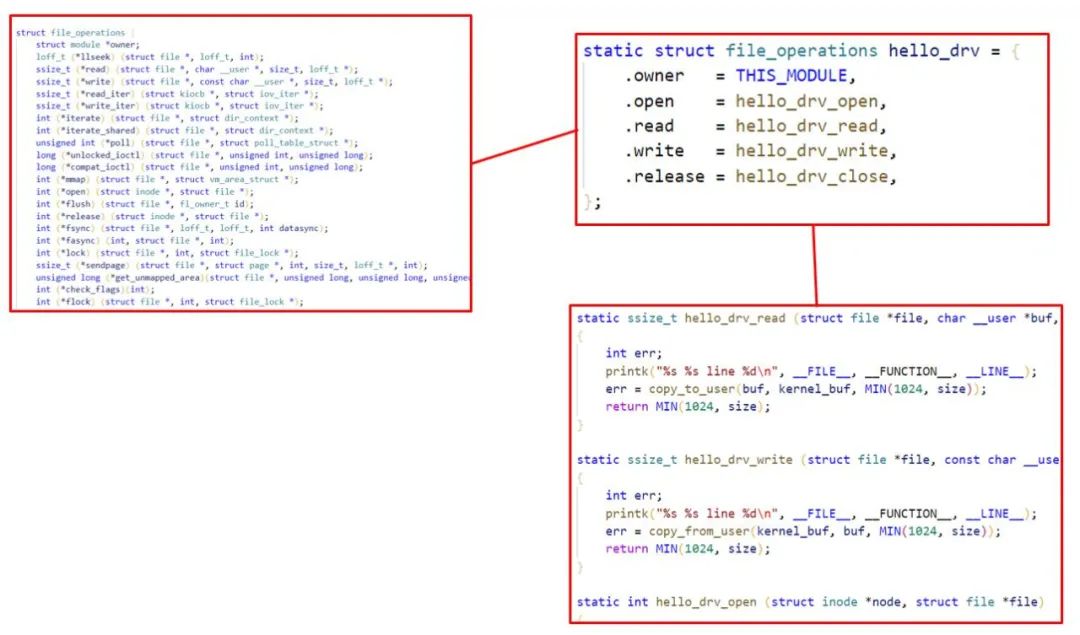 struct file_operations {
struct module *owner;
loff_t (*llseek) (struct file *, loff_t, int);
ssize_t (*read) (struct file *, char __user *, size_t, loff_t *);
ssize_t (*write) (struct file *, const char __user *, size_t, loff_t *);
ssize_t (*read_iter) (struct kiocb *, struct iov_iter *);
ssize_t (*write_iter) (struct kiocb *, struct iov_iter *);
int (*iterate) (struct file *, struct dir_context *);
int (*iterate_shared) (struct file *, struct dir_context *);
unsigned int (*poll) (struct file *, struct poll_table_struct *);
long (*unlocked_ioctl) (struct file *, unsigned int, unsigned long);
long (*compat_ioctl) (struct file *, unsigned int, unsigned long);
int (*mmap) (struct file *, struct vm_area_struct *);
int (*open) (struct inode *, struct file *);
int (*flush) (struct file *, fl_owner_t id);
int (*release) (struct inode *, struct file *);
int (*fsync) (struct file *, loff_t, loff_t, int datasync);
int (*fasync) (int, struct file *, int);
int (*lock) (struct file *, int, struct file_lock *);
ssize_t (*sendpage) (struct file *, struct page *, int, size_t, loff_t *, int);
unsigned long (*get_unmapped_area)(struct file *, unsigned long, unsigned long, unsigned
int (*check_flags)(int);
int (*flock) (struct file *, int, struct file_lock *);
static struct file_operations hello_drv = {
.owner = THIS_MODULE,
.open = hello_drv_open,
.read = hello_drv_read,
.write = hello_drv_write,
.release = hello_drv_close,
};
static ssize_t hello_drv_read (struct file *file, char __user *buf,
{
int err;
printk("%s %s line %d\n", __FILE__, __FUNCTION__, __LINE__);
err = copy_to_user(buf, kernel_buf, MIN(1024, size));
return MIN(1024, size);
}
static ssize_t hello_drv_write (struct file *file, const char __use
{
int err;
printk("%s %s line %d\n", __FILE__, __FUNCTION__, __LINE__);
err = copy_from_user(kernel_buf, buf, MIN(1024, size));
return MIN(1024, size);
}
static int hello_drv_open (struct inode *node, struct file *file)
{